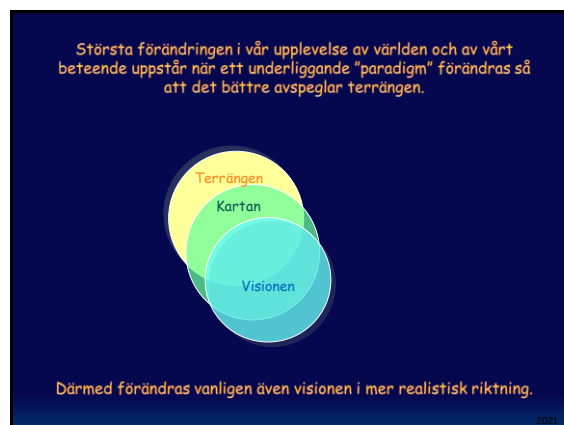 Största förändringen i vår upplevelse av världen och av vårt
beteende uppstår när ett underliggande ”paradigm” förändras så
att det bättre avspeglar terrängen.
Terrängen
Kartan
Visionen
Därmed förändras vanligen även visionen i mer realistisk riktning.
2021